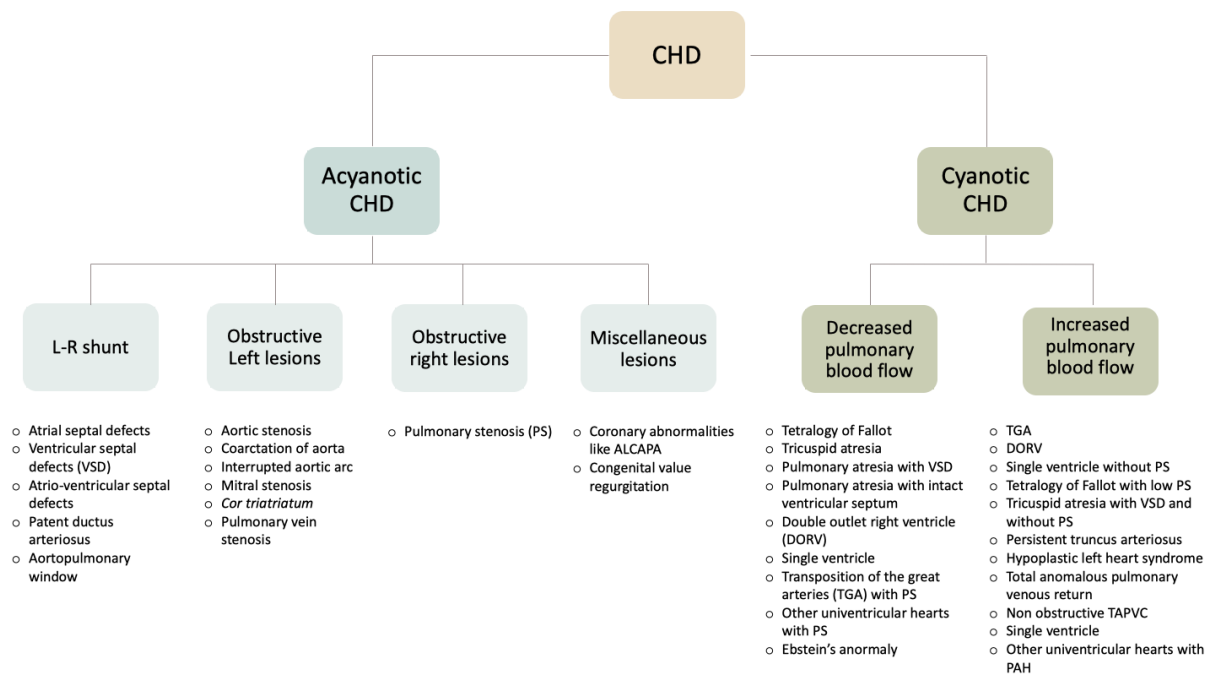 CHD
Acyanotic
CHD
Cyanotic
CHD
L-R shunt
Obstructive
Left lesions
Obstructive
right lesions
Miscellaneous
lesions
Decreased
pulmonary
blood flow
Increased
pulmonary
blood flow
o Atrial septal defects
o Ventricular septal
defects (VSD)
o Atrio-ventricular septal
defects
o Patent ductus
arteriosus
o Aortopulmonary
window
o Aortic stenosis
o Coarctation of aorta
o Interrupted aortic arc
o Mitral stenosis
o Cor triatriatum
o Pulmonary vein
stenosis
o Pulmonary stenosis (PS)
o Coronary abnormalities
like ALCAPA
o Congenital value
regurgitation
o Tetralogy of Fallot
o Tricuspid atresia
o Pulmonary atresia with VSD
o Pulmonary atresia with intact
ventricular septum
o Double outlet right ventricle
(DORV)
o Single ventricle
o Transposition of the great
arteries (TGA) with PS
o Other univentricular hearts
with PS
o Ebstein's anormaly
o TGA
o DORV
o Single ventricle without PS
o Tetralogy of Fallot with low PS
o Tricuspid atresia with VSD and
without PS
o Persistent truncus arteriosus
o Hypoplastic left heart syndrome
o Total anomalous pulmonary
venous return
o Non obstructive TAPVC
o Single ventricle
o Other univentricular hearts with
PAH